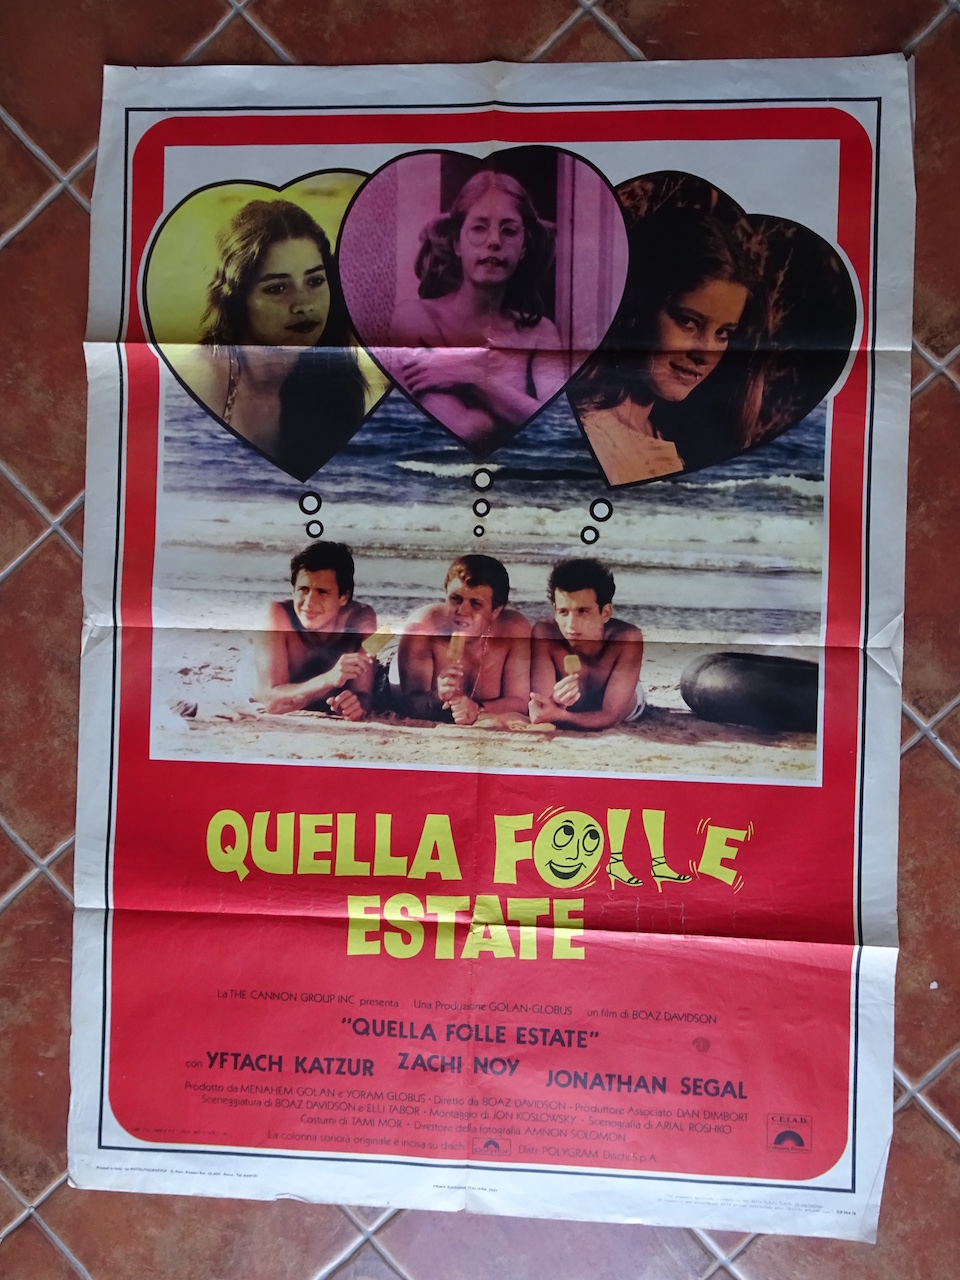 QUELLA FOLLE
ESTATE
La THE CANNON GROUP INC presenta Una Produzione GOLAN-GLOBUS un film di BOAZ DAVIDSON
"QUELLA FOLLE ESTATE"
con YFTACH KATZUR ZACHI NOY JONATHAN SEGAL
Prodotto da MENAHEM GOLAN e YORAM GLOBUS - Diretto da BOAZ DAVIDSON - Produttore Associato DAN DIMBORT
Sceneggiatura di BOAZ DAVIDSON e ELLI TABOR - Montaggio di JON KOSLOWSKY - Scenografia di ARIAL ROSHKO
Costumi di TAMI MOR - Direttore della fotografia AMNON SOLOMON
La colonna sonora originale è incisa su dischi Distr. POLYGRAM Dischi S.p.A.
C.E.I.A.D.